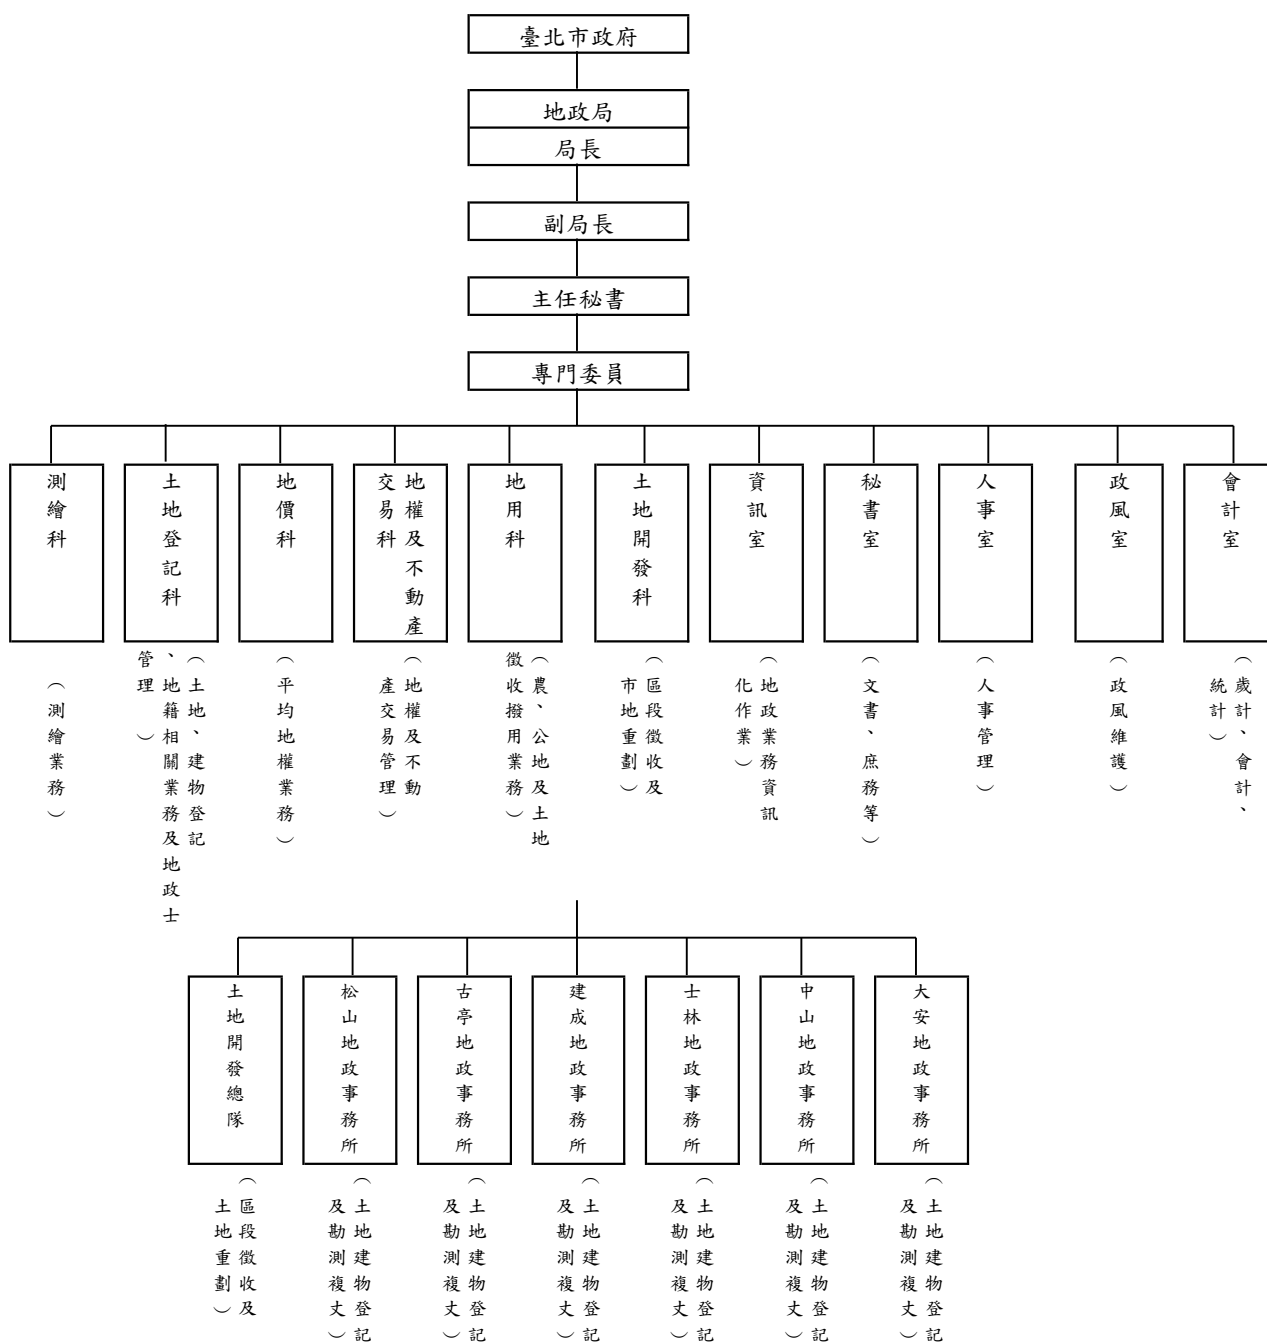 臺北市政府
地政局
局長
副局長
主任秘書
專門委員
測繪科
土地登記科
地價科
地權及不動產
交易科
地用科
土地開發科
資訊室
秘書室
人事室
政風室
會計室
（測繪業務）
（土地、建物登記
、地籍相關業務及地政士
管理）
（平均地權業務）
（地權及不動
產交易管理）
（農、公地及土地
徵收撥用業務）
（區段徵收及
市地重劃）
（地政業務資訊
化作業）
（文書、庶務等）
（人事管理）
（政風維護）
（歲計、會計、
統計）
土地開發總隊
松山地政事務所
古亭地政事務所
建成地政事務所
士林地政事務所
中山地政事務所
大安地政事務所
（區段徵收及
土地重劃）
（土地建物登記
及勘測複丈）
（土地建物登記
及勘測複丈）
（土地建物登記
及勘測複丈）
（土地建物登記
及勘測複丈）
（土地建物登記
及勘測複丈）
（土地建物登記
及勘測複丈）